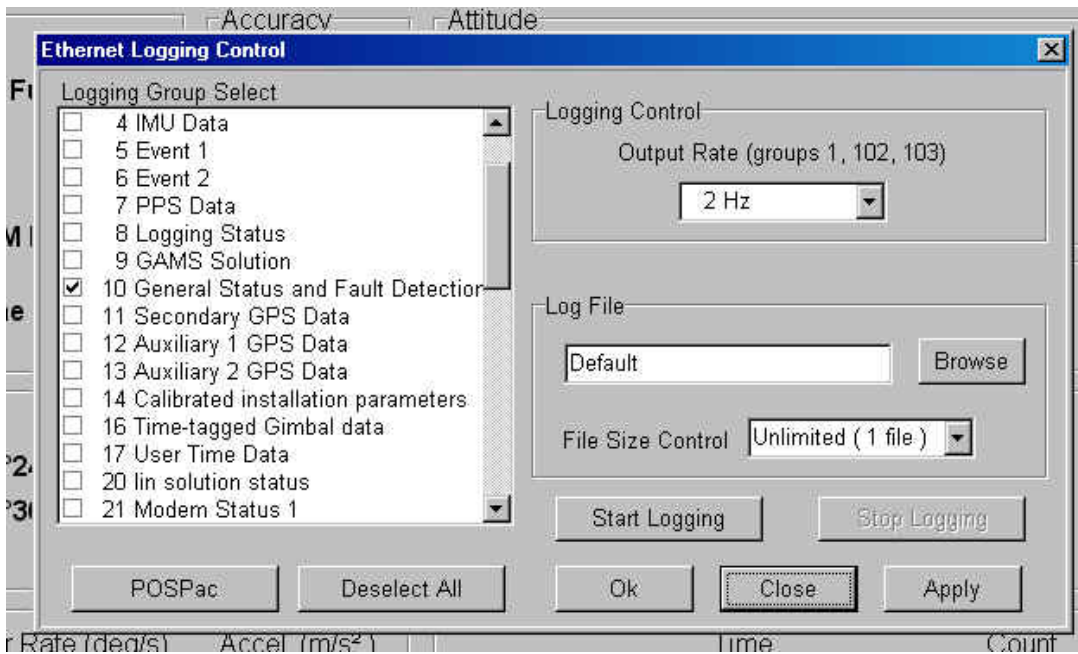 Accuracy
Attitude
Ethernet Logging Control
Logging Group Select
4 IMU Data
5 Event 1
6 Event 2
7 PPS Data
8 Logging Status
9 GAMS Solution
10 General Status and Fault Detection
11 Secondary GPS Data
12 Auxiliary 1 GPS Data
13 Auxiliary 2 GPS Data
14 Calibrated installation parameters
16 Time-tagged Gimbal data
17 User Time Data
20 Iin solution status
21 Modem Status 1
POSPac
Deselect All
Logging Control
Output Rate (groups 1, 102, 103)
2 Hz
Log File
Default
Browse
File Size Control
Unlimited ( 1 file )
Start Logging
Stop Logging
Ok
Close
Apply
r Rate (deg/s)
Accel. (m/s²)
Time
Count